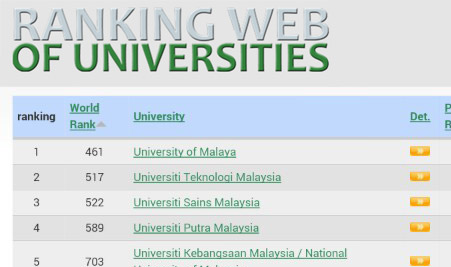 RANKING WEB
OF UNIVERSITIES
ranking World Rank University Det.
1 461 University of Malaya
2 517 Universiti Teknologi Malaysia
3 522 Universiti Sains Malaysia
4 589 Universiti Putra Malaysia
5 703 Universiti Kebangsaan Malaysia / National